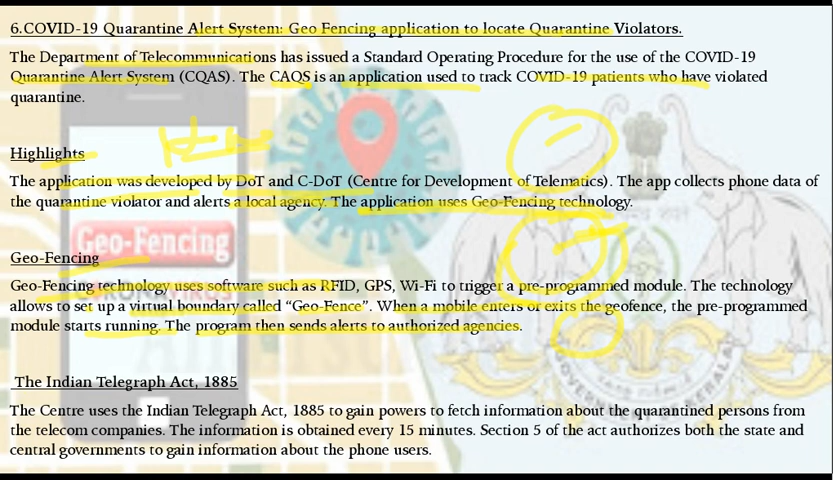 6.COVID-19 Quarantine Alert System: Geo Fencing application to locate Quarantine Violators.
The Department of Telecommunications has issued a Standard Operating Procedure for the use of the COVID-19
Quarantine Alert System (CQAS). The CAQS is an application used to track COVID-19 patients who have violated
quarantine.
Highlights
The application was developed by DoT and C-DoT (Centre for Development of Telematics). The app collects phone data of
the quarantine violator and alerts a local agency. The application uses Geo-Fencing technology.
Geo-Fencing
Geo-Fencing
Geo-Fencing technology uses software such as RFID, GPS, Wi-Fi to trigger a pre-programmed module. The technology
allows to set up a virtual boundary called “Geo-Fence”. When a mobile enters or exits the geofence, the pre-programmed
module starts running. The program then sends alerts to authorized agencies.
The Indian Telegraph Act, 1885
The Centre uses the Indian Telegraph Act, 1885 to gain powers to fetch information about the quarantined persons from
the telecom companies. The information is obtained every 15 minutes. Section 5 of the act authorizes both the state and
central governments to gain information about the phone users.